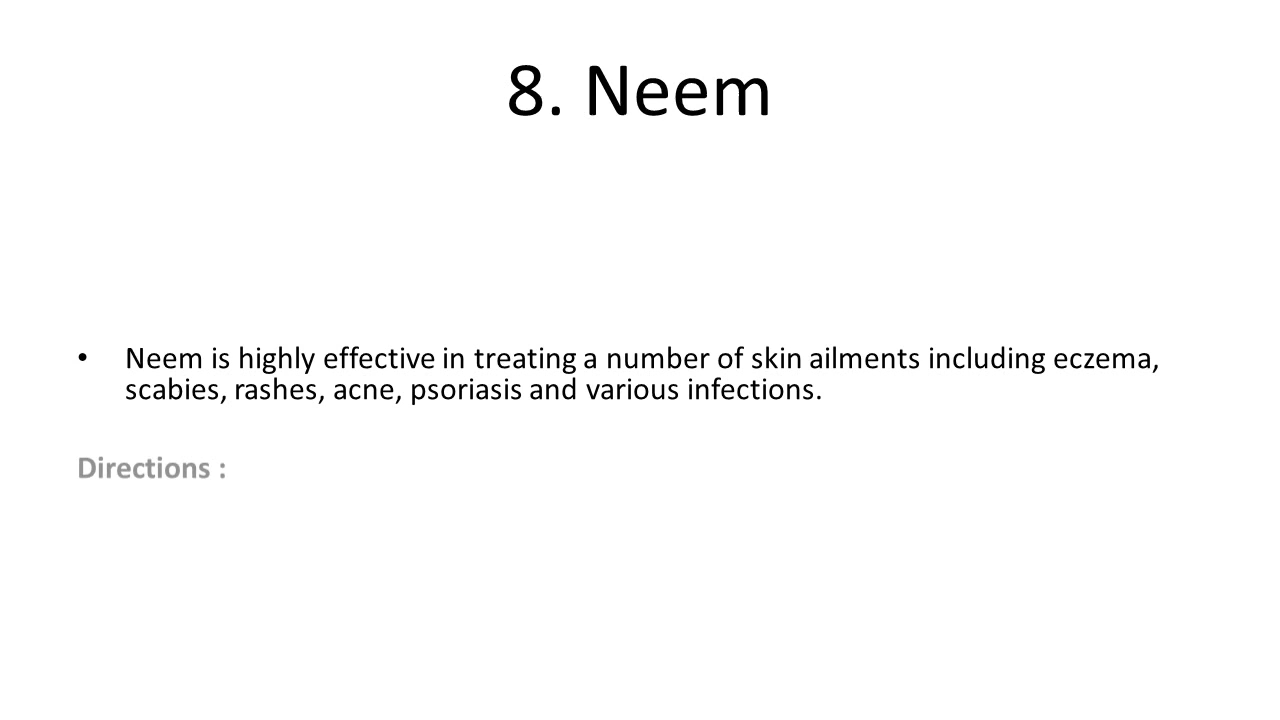 8. Neem
• Neem is highly effective in treating a number of skin ailments including eczema,
scabies, rashes, acne, psoriasis and various infections.
Directions :